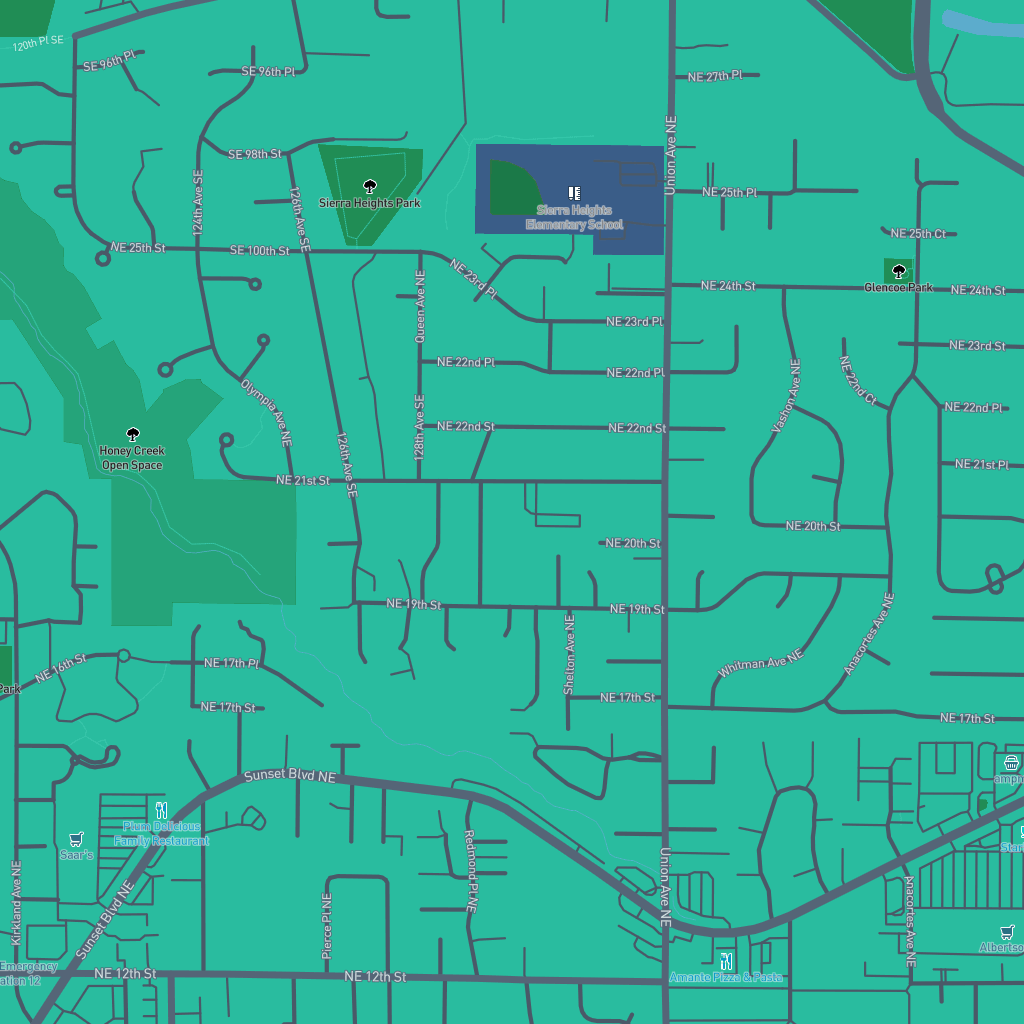 120th Pl SE
SE 96th Pl
SE 96th Pl
NE 27th Pl
Union Ave NE
SE 98th St
124th Ave SE
126th Ave SE
Sierra Heights Park
Sierra Heights
Elementary School
NE 25th Pl
NE 25th Ct
NE 25th St
SE 100th St
NE 23rd Pl
Glencoe Park
NE 24th St
NE 24th St
Queen Ave NE
NE 23rd Pl
NE 23rd St
NE 22nd Pl
NE 22nd Pl
Vashon Ave NE
NE 22nd Ct
NE 22nd Pl
Olympia Ave NE
128th Ave SE
NE 22nd St
NE 22nd St
Honey Creek
Open Space
126th Ave SE
NE 21st St
NE 21st Pl
NE 20th St
NE 20th St
NE 19th St
NE 19th St
Shelton Ave NE
Anacortes Ave NE
Whitman Ave NE
NE 16th St
NE 17th Pl
Park
NE 17th St
NE 17th St
NE 17th St
Sunset Blvd NE
ampm
Plum Delicious
Family Restaurant
Saar's
Star
Redmond Pl NE
Union Ave NE
Kirkland Ave NE
Sunset Blvd NE
Pierce Pl NE
Anacortes Ave NE
Albertso
Emergency
ation 12
NE 12th St
NE 12th St
Amante Pizza & Pasta